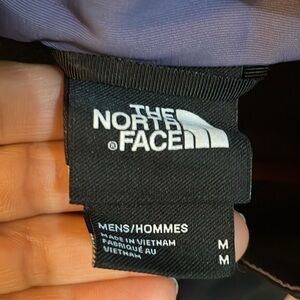 THE
NORTH
® FACE
MENS/HOMMES
MADE IN VIETNAM M
FABRIQUÉ AU M
VIETNAM